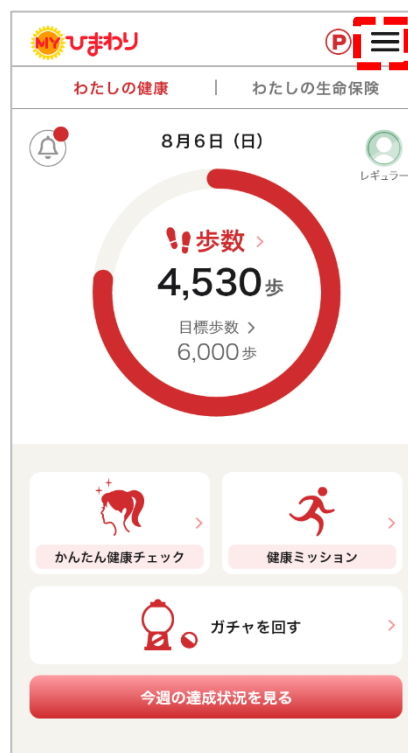 MYひまわり
P
わたしの健康 | わたしの生命保険
8月6日（日）
レギュラー
歩数
4,530歩
目標歩数
6,000歩
かんたん健康チェック
健康ミッション
ガチャを回す
今週の達成状況を見る